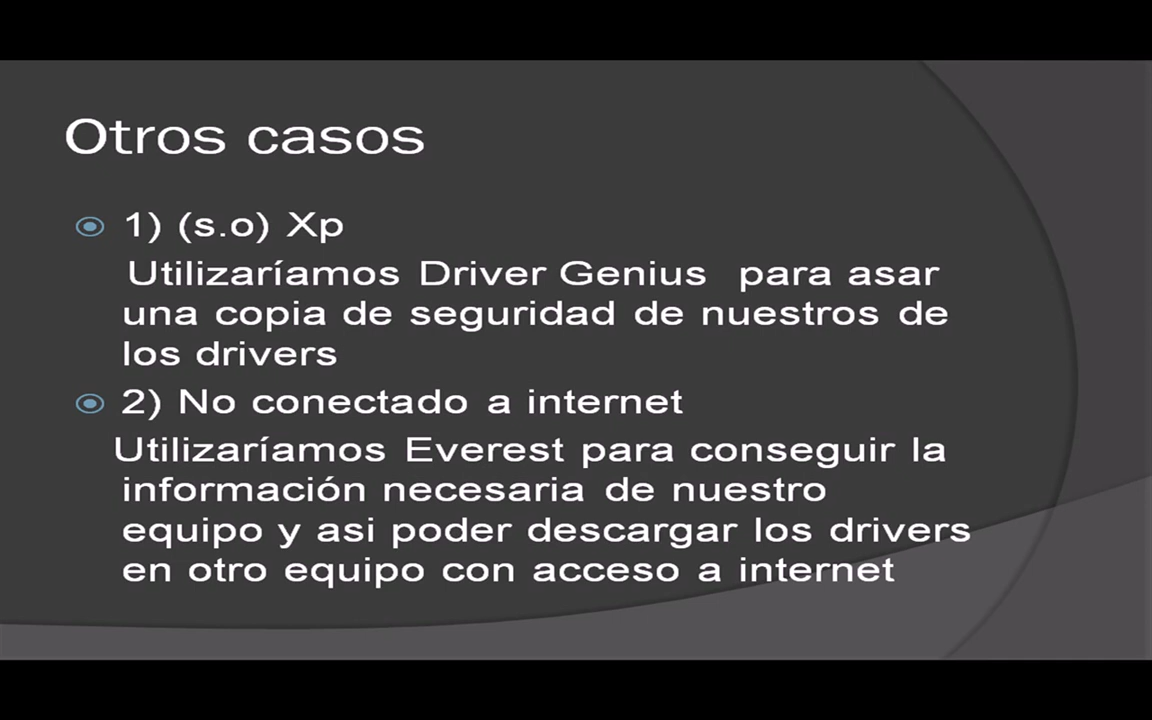 Otros casos
1) (s.o) Xp
Utilizaríamos Driver Genius para asar
una copia de seguridad de nuestros de
los drivers
2) No conectado a internet
Utilizaríamos Everest para conseguir la
información necesaria de nuestro
equipo y asi poder descargar los drivers
en otro equipo con acceso a internet